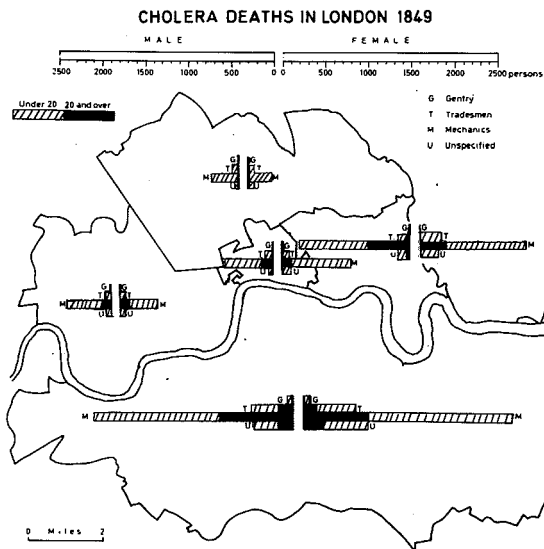 CHOLERA DEATHS IN LONDON 1849
MALE FEMALE
2500 2000 1500 1000 500 0 0 500 1000 1500 2000 2500 persons
Under 20 20 and over
G Gentry
T Tradesmen
M Mechanics
U Unspecified
G G
T T
M M
U U
G G
T T
M M
U U
G G
T T
M M
U U
G G
T T
M
U U
G G
T T
M M
U U
0 Miles 2